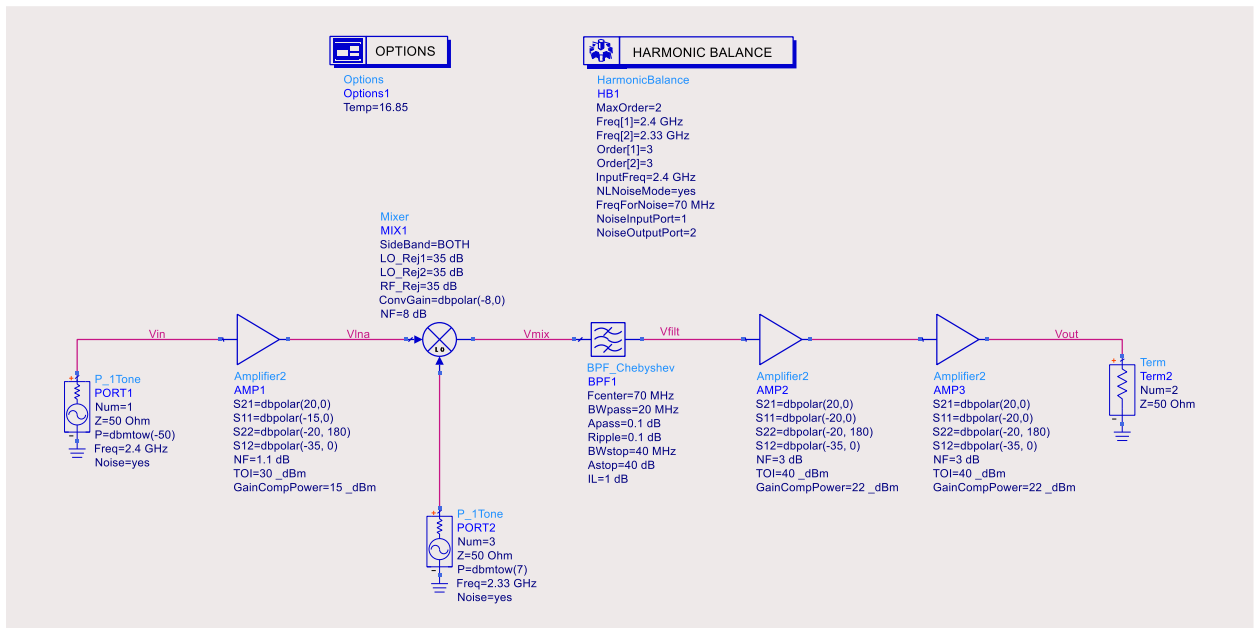 OPTIONS
Options
Options1
Temp=16.85
HARMONIC BALANCE
HarmonicBalance
HB1
MaxOrder=2
Freq[1]=2.4 GHz
Freq[2]=2.33 GHz
Order[1]=3
Order[2]=3
InputFreq=2.4 GHz
NLNoiseMode=yes
FreqForNoise=70 MHz
NoiseInputPort=1
NoiseOutputPort=2
Mixer
MIX1
SideBand=BOTH
LO_Rej1=35 dB
LO_Rej2=35 dB
RF_Rej=35 dB
ConvGain=dbpolar(-8,0)
NF=8 dB
Vin
Vlna
LO
Vmix
Vfilt
Vout
P_1Tone
PORT1
Num=1
Z=50 Ohm
P=dbmtow(-50)
Freq=2.4 GHz
Noise=yes
Amplifier2
AMP1
S21=dbpolar(20,0)
S11=dbpolar(-15,0)
S22=dbpolar(-20, 180)
S12=dbpolar(-35, 0)
NF=1.1 dB
TOI=30 _dBm
GainCompPower=15 _dBm
P_1Tone
PORT2
Num=3
Z=50 Ohm
P=dbmtow(7)
Freq=2.33 GHz
Noise=yes
BPF_Chebyshev
BPF1
Fcenter=70 MHz
BWpass=20 MHz
Apass=0.1 dB
Ripple=0.1 dB
BWstop=40 MHz
Astop=40 dB
IL=1 dB
Amplifier2
AMP2
S21=dbpolar(20,0)
S11=dbpolar(-20,0)
S22=dbpolar(-20, 180)
S12=dbpolar(-35, 0)
NF=3 dB
TOI=40 _dBm
GainCompPower=22 _dBm
Amplifier2
AMP3
S21=dbpolar(20,0)
S11=dbpolar(-20,0)
S22=dbpolar(-20, 180)
S12=dbpolar(-35, 0)
NF=3 dB
TOI=40 _dBm
GainCompPower=22 _dBm
Term
Term2
Num=2
Z=50 Ohm